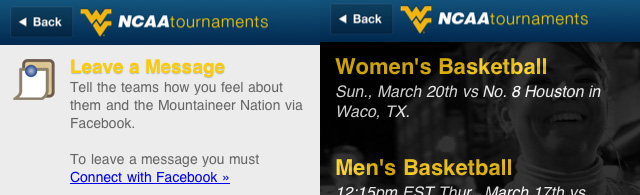 Back
WV NCAAtournaments
Leave a Message
Tell the teams how you feel about
them and the Mountaineer Nation via
Facebook.
To leave a message you must
Connect with Facebook »
Back
WV NCAAtournaments
Women's Basketball
Sun., March 20th vs No. 8 Houston in
Waco, TX.
Men's Basketball
12:15pm EST Thur., March 17th vs